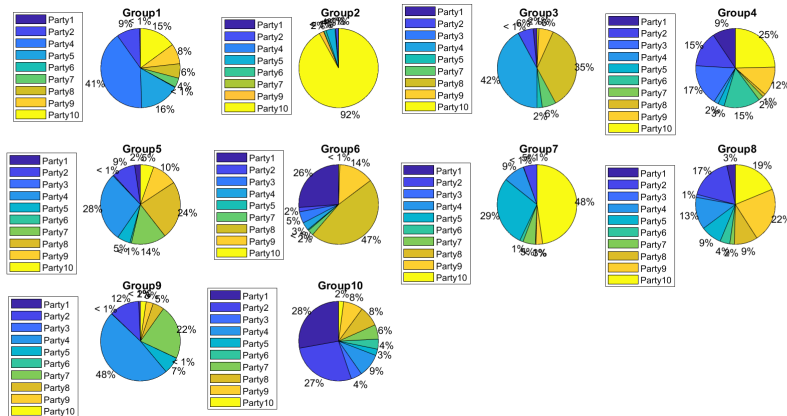 Group1
Party1
Party2
Party4
Party5
Party6
Party7
Party8
Party9
Party10
9%
< 1%
15%
8%
6%
4%
< 1%
16%
41%
Group2
Party1
Party2
Party4
Party5
Party6
Party7
Party8
Party9
Party10
92%
Group3
Party1
Party2
Party3
Party4
Party5
Party6
Party7
Party8
Party9
6%
< 1%
35%
6%
2%
42%
Group4
Party1
Party2
Party3
Party4
Party5
Party6
Party7
Party8
Party9
Party10
9%
25%
15%
12%
17%
1%
2%
2%
3%
15%
Group5
Party1
Party2
Party3
Party4
Party5
Party6
Party7
Party8
Party9
Party10
2%
5%
9%
10%
< 1%
24%
28%
14%
5%
< 1%
Group6
Party1
Party2
Party3
Party4
Party5
Party6
Party7
Party8
Party9
< 1%
14%
26%
2%
5%
3%
2%
47%
Group7
Party1
Party2
Party3
Party4
Party5
Party6
Party7
Party8
Party9
Party10
9%
48%
29%
1%
5%
Group8
Party1
Party2
Party3
Party4
Party5
Party6
Party7
Party8
Party9
Party10
3%
19%
17%
1%
22%
13%
9%
4%
9%
Group9
Party1
Party2
Party3
Party4
Party5
Party6
Party7
Party8
Party9
Party10
12%
< 1%
5%
22%
48%
< 1%
7%
Group10
Party1
Party2
Party3
Party4
Party5
Party6
Party7
Party8
Party9
Party10
2%
8%
8%
28%
6%
4%
3%
9%
27%
4%